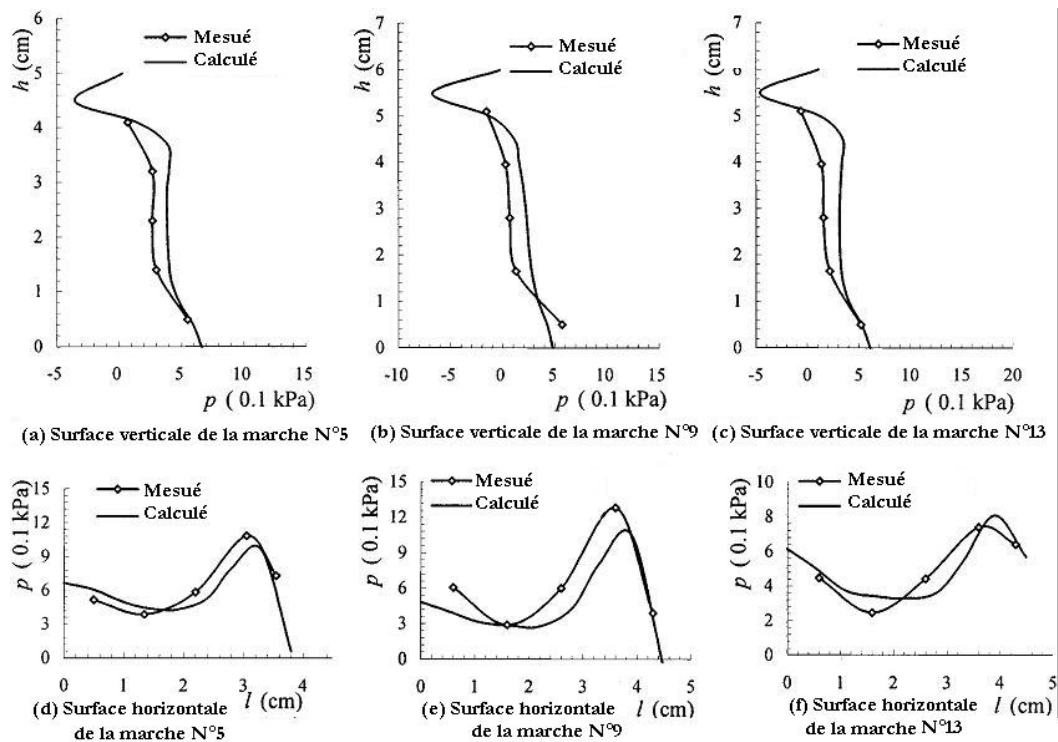 7
7
6
Mesué
6
Mesué
6
Mesué
h (cm)
5
Calculé
h (cm)
5
Calculé
h (cm)
5
Calculé
4
4
4
3
3
3
2
2
2
1
1
1
0
0
0
-5 0 5 10 15
-10 -5 0 5 10 15
-5 0 5 10 15 20
p ( 0.1 kPa)
p ( 0.1 kPa)
p ( 0.1 kPa)
(a) Surface verticale de la marche N°5
(b) Surface verticale de la marche N°9
(c) Surface verticale de la marche N°13
15
12
9
6
3
0
p ( 0.1 kPa)
Mesué
Calculé
0 1 2 3 4
l (cm)
(d) Surface horizontale
de la marche N°5
15
12
9
6
3
0
p ( 0.1 kPa)
Mesué
Calculé
0 1 2 3 4 5
l (cm)
(e) Surface horizontale
de la marche N°9
10
8
6
4
2
0
p ( 0.1 kPa)
Mesué
Calculé
0 1 2 3 4 5
l (cm)
(f) Surface horizontale
de la marche N°13